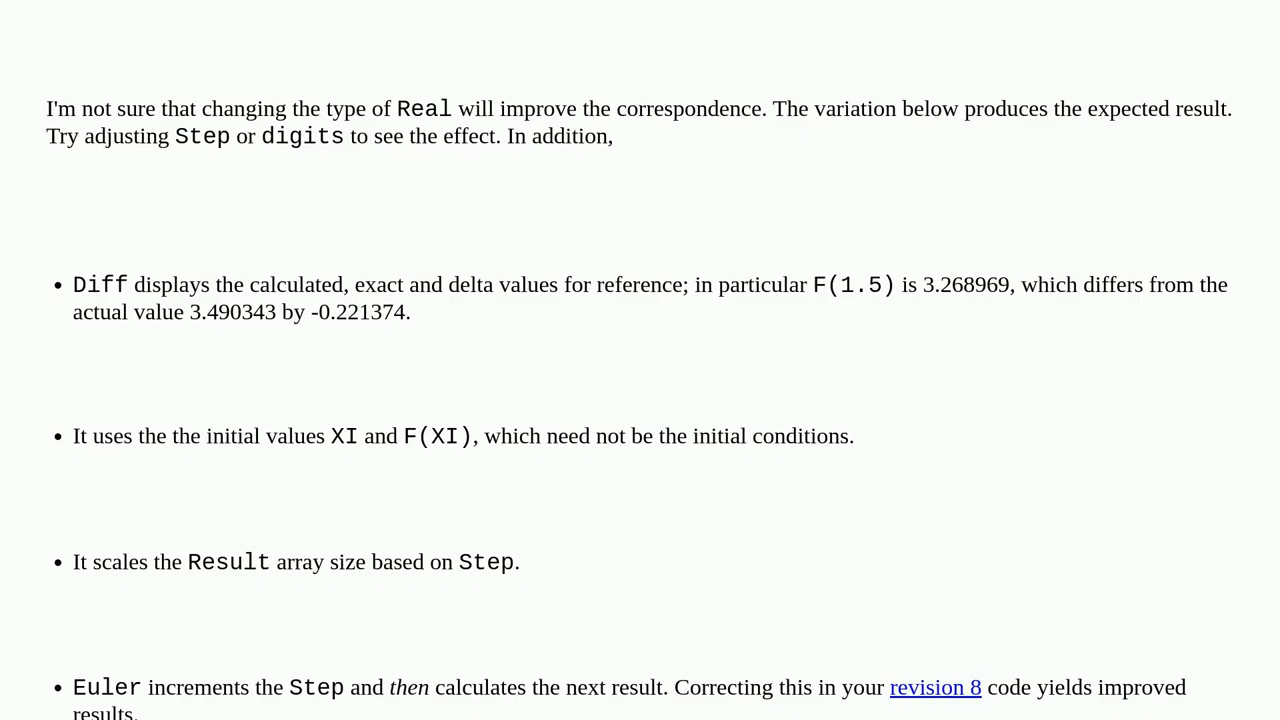 I'm not sure that changing the type of Real will improve the correspondence. The variation below produces the expected result.
Try adjusting Step or digits to see the effect. In addition,
• Diff displays the calculated, exact and delta values for reference; in particular F(1.5) is 3.268969, which differs from the
actual value 3.490343 by -0.221374.
• It uses the the initial values XI and F(XI), which need not be the initial conditions.
• It scales the Result array size based on Step.
• Euler increments the Step and then calculates the next result. Correcting this in your revision 8 code yields improved
results.